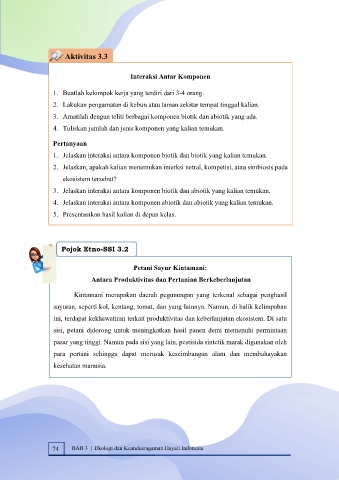 Aktivitas 3.3
Interaksi Antar Komponen
1. Buatlah kelompok kerja yang terdiri dari 3-4 orang.
2. Lakukan pengamatan di kebun atau taman sekitar tempat tinggal kalian.
3. Amatilah dengan teliti berbagai komponen biotik dan abiotik yang ada.
4. Tuliskan jumlah dan jenis komponen yang kalian temukan.
Pertanyaan
1. Jelaskan interaksi antara komponen biotik dan biotik yang kalian temukan.
2. Jelaskan, apakah kalian menemukan interksi netral, kompetisi, atau simbiosis pada
ekosistem tersebut?
3. Jelaskan interaksi antara komponen biotik dan abiotik yang kalian temukan.
4. Jelaskan interaksi antara komponen abiotik dan abiotik yang kalian temukan.
5. Presentasikan hasil kalian di depan kelas.
Pojok Etno-SSI 3.2
Petani Sayur Kintamani:
Antara Produktivitas dan Pertanian Berkeberlanjutan
Kintamani merupakan daerah pegunungan yang terkenal sebagai penghasil
sayuran, seperti kol, kentang, tomat, dan yang lainnya. Namun, di balik kelimpahan
ini, terdapat kekhawatiran terkait produktivitas dan keberlanjutan ekosistem. Di satu
sisi, petani didorong untuk meningkatkan hasil panen demi memenuhi permintaan
pasar yang tinggi. Namun pada sisi yang lain, pestisida sintetik marak digunakan oleh
para pertani sehingga dapat merusak keseimbangan alam dan membahayakan
kesehatan manusia.
74 BAB 3 | Ekologi dan Keanekaragaman Hayati Indonesia